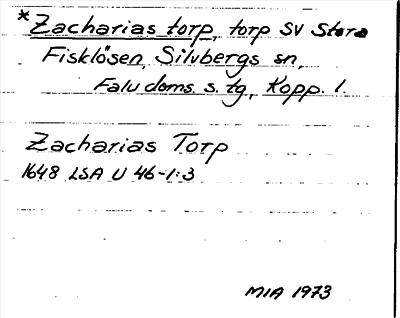 *Zacharias torp, torp SV Stora
Fisklösen, Silvbergs sn,
Falu doms. s. tg, Kopp. l.
Zacharias Torp
1648 LSA U 46-1:3
MIA 1973